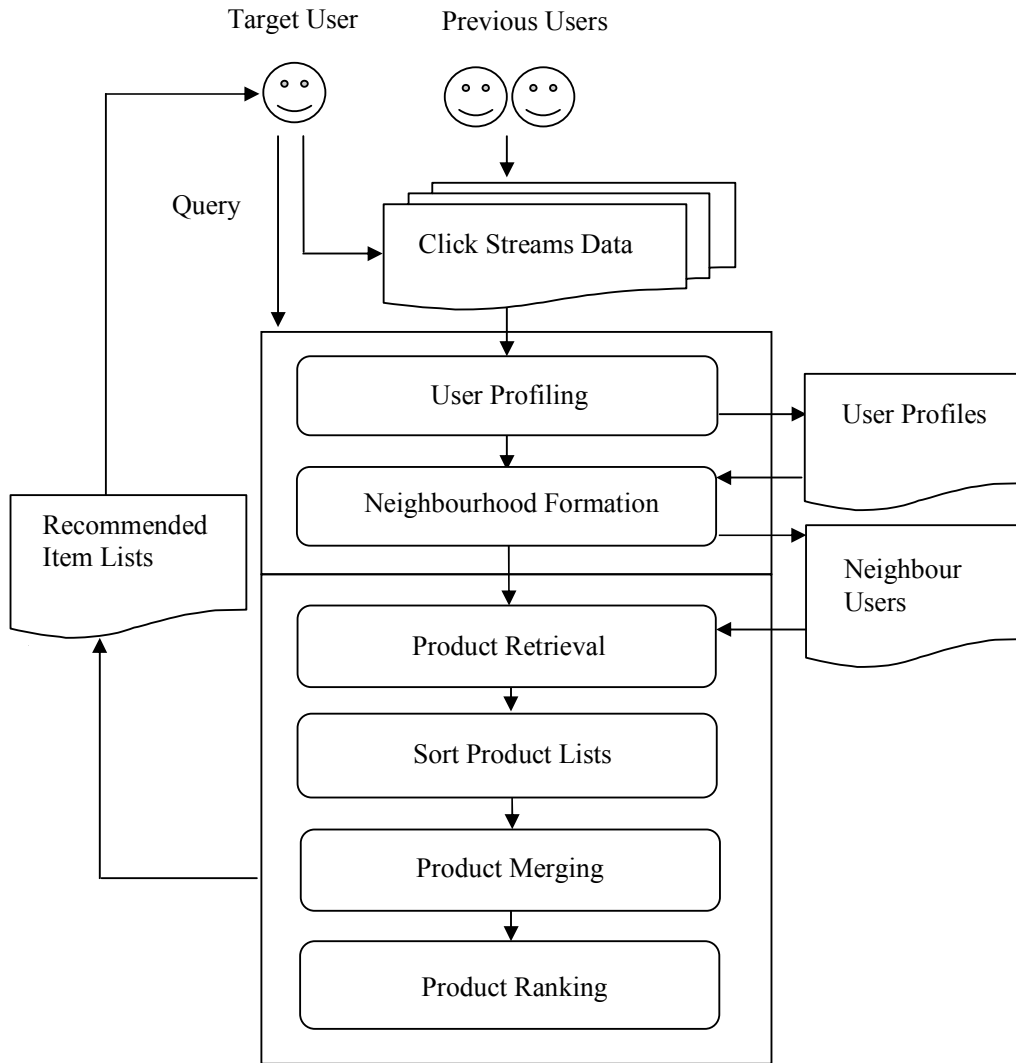 Target User
Previous Users
Query
Click Streams Data
User Profiling
User Profiles
Neighbourhood Formation
Recommended
Item Lists
Neighbour
Users
Product Retrieval
Sort Product Lists
Product Merging
Product Ranking